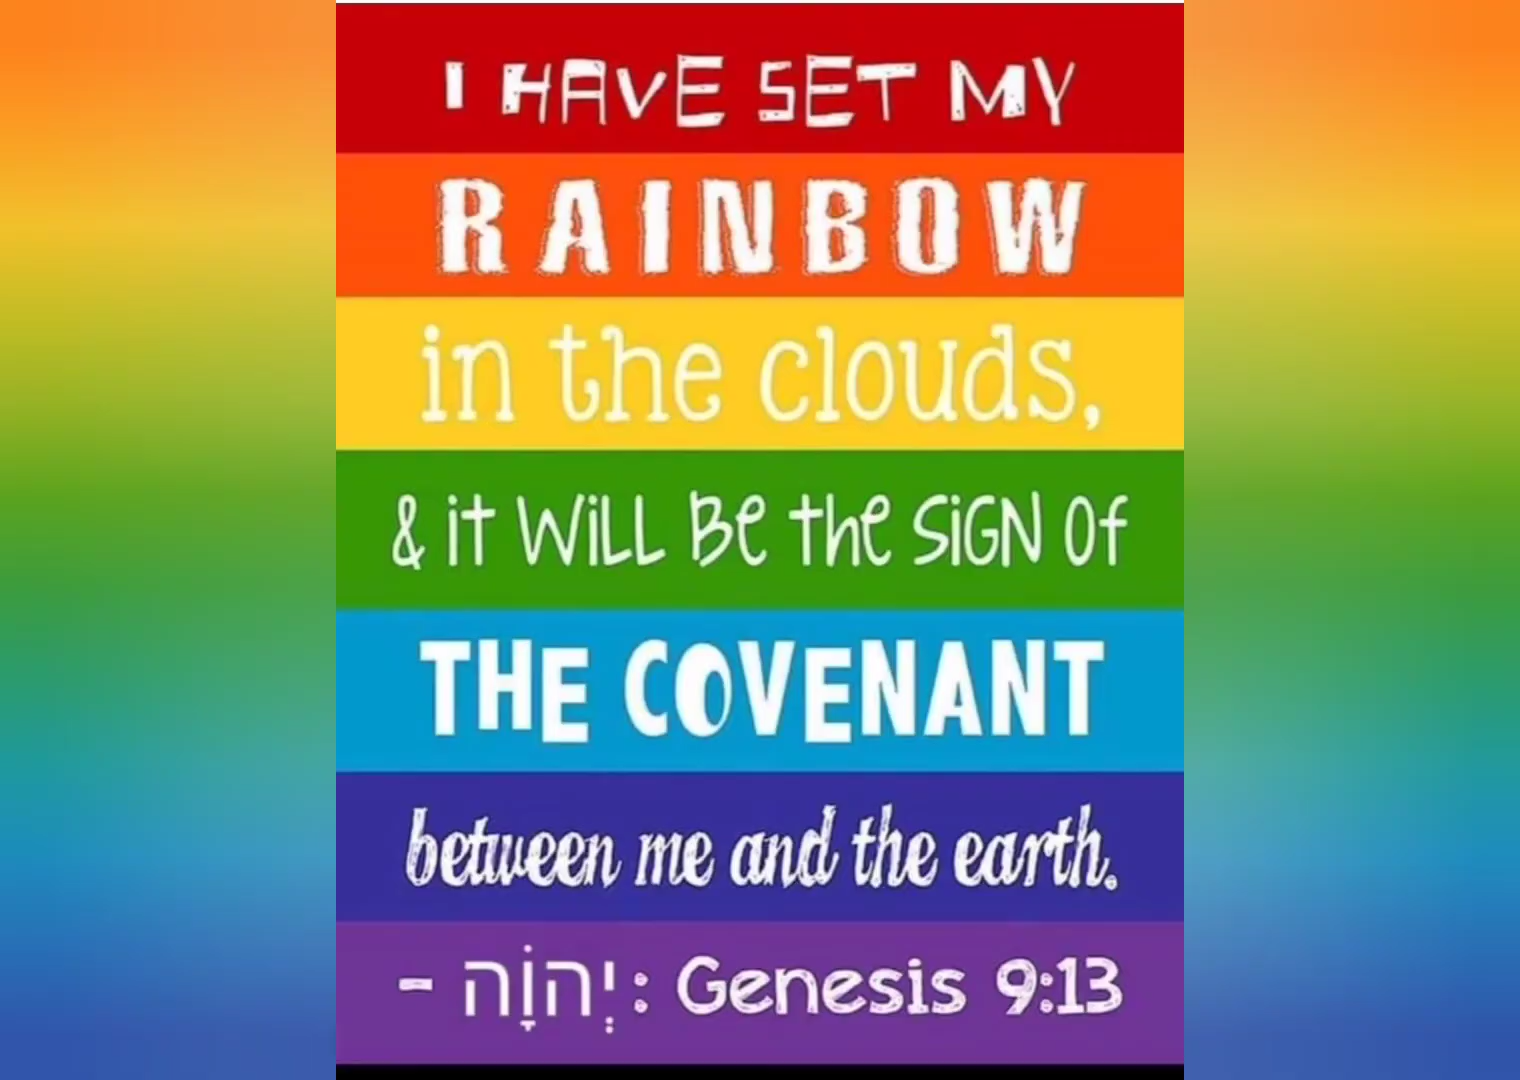 I HAVE SET MY
RAINBOW
in the clouds,
& it WiLL Be the SiGN Of
THE COVENANT
between me and the earth.
- יְהוָֹה: Genesis 9:13